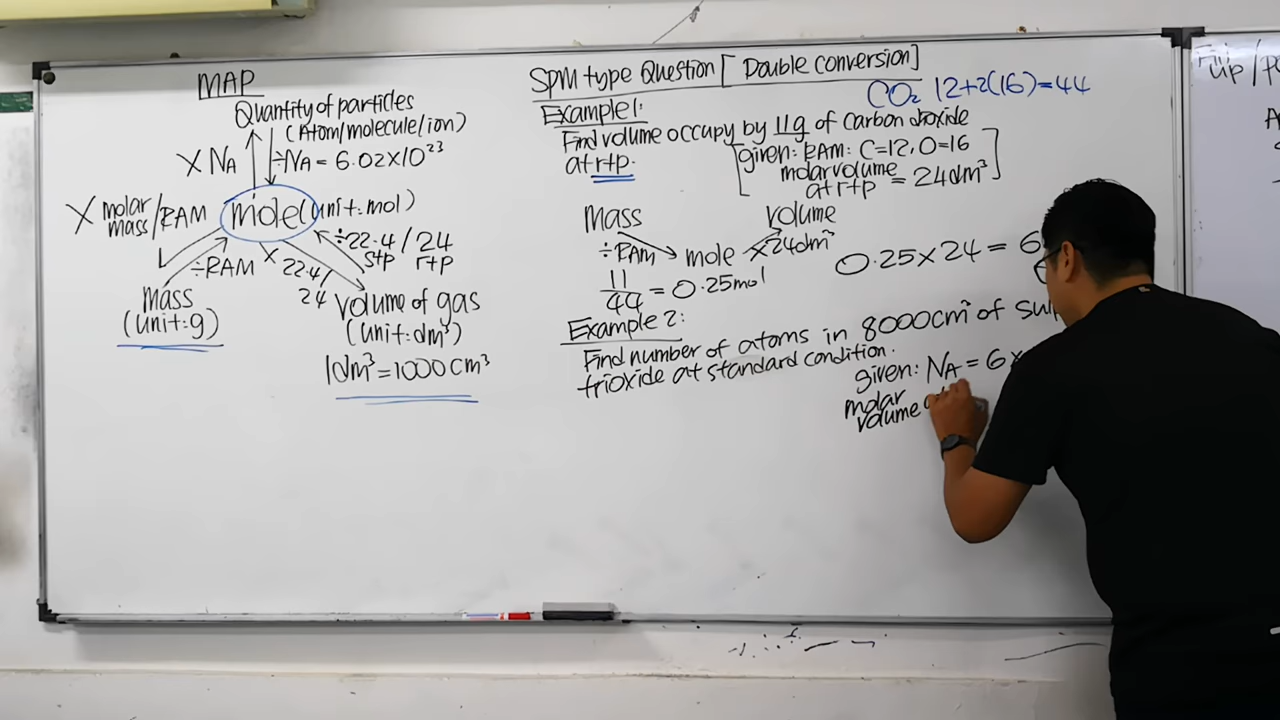 MAP
Quantity of particles
(Atom/molecule/ion)
× NA
÷NA = 6.02×10²³
× molar mass/RAM
mole (unit: mol)
÷22.4 / 24
stp rtp
÷RAM
× 22.4/
24
Mass
(unit: g)
volume of gas
(unit: dm³)
1dm³ = 1000 cm³
SPM type Question [Double conversion]
Example 1:
CO₂ 12+2(16)=44
Find volume occupy by 11g of Carbon dioxide
at r+p.
[given: RAM: C=12, O=16
molar volume
at r+p = 24dm³]
Mass volume
÷RAM mole ×24dm³
11/44 = 0.25mol
0.25×24 = 6
Example 2:
Find number of atoms in 8000cm³ of
trioxide at standard condition.
given: NA = 6×
molar
volume
up /